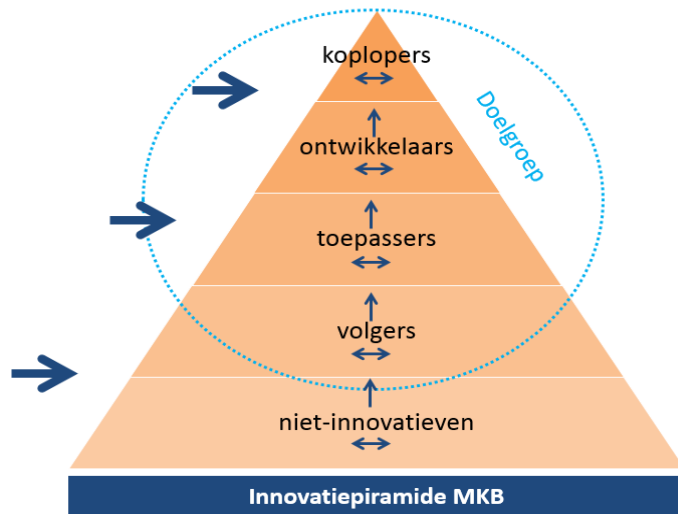 koplopers
Doelgroep
ontwikkelaars
toepassers
volgers
niet-innovatieven
Innovatiepiramide MKB